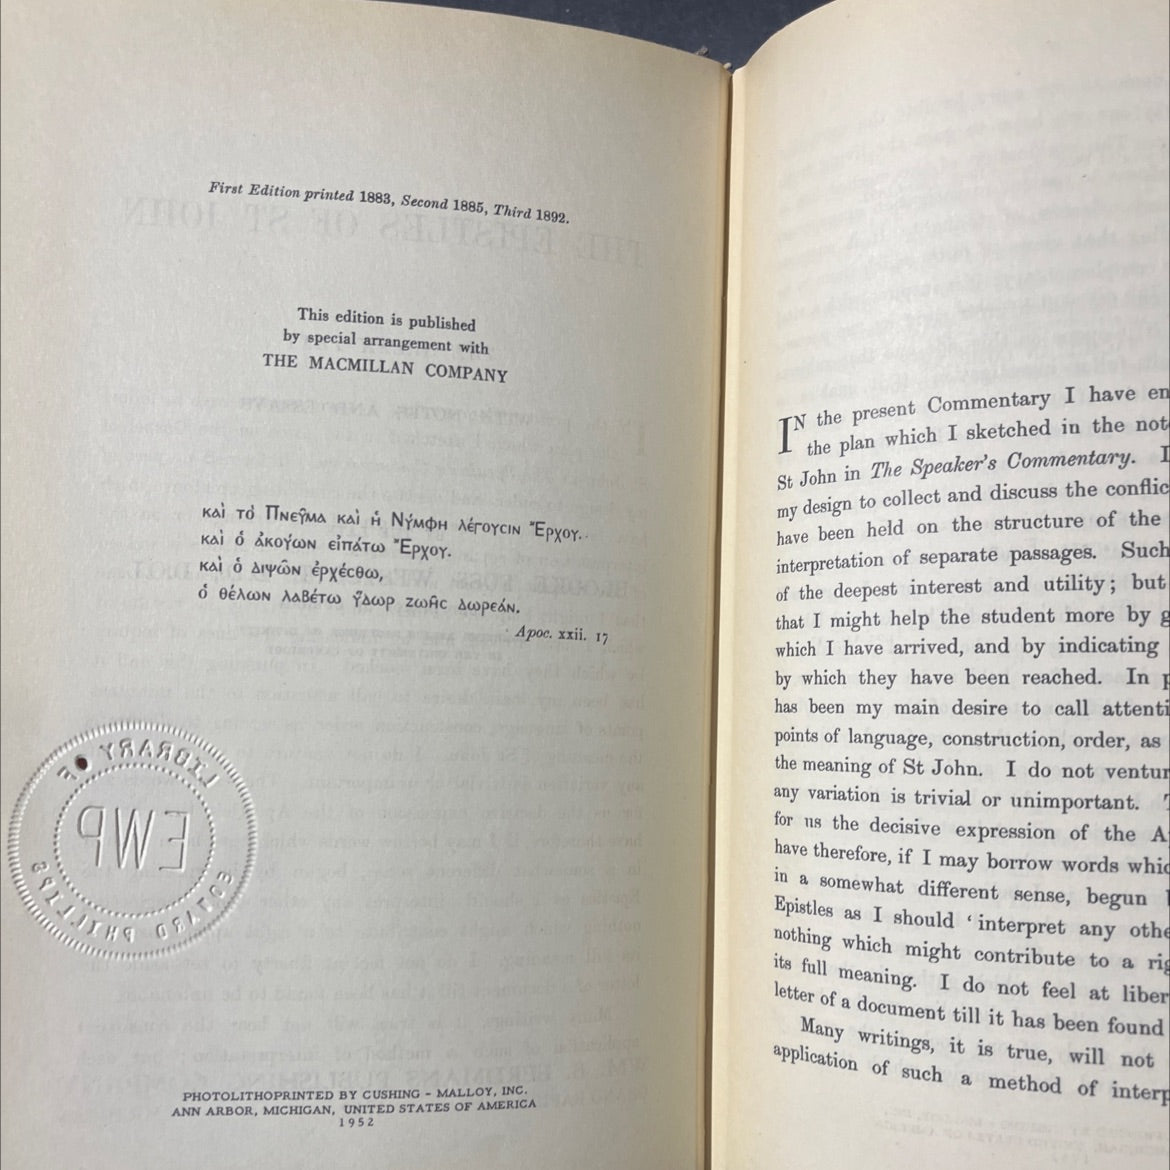 First Edition printed 1883, Second 1885, Third 1892.
This edition is published
by special arrangement with
THE MACMILLAN COMPANY
καὶ τὸ Πνεῦμα καὶ ἡ Νύμφη λέγουσιν Ἔρχου.
καὶ ὁ ἀκούων εἰπάτω Ἔρχου.
καὶ ὁ διψῶν ἐρχέσθω,
ὁ θέλων λαβέτω ὕδωρ ζωῆς δωρεάν.
Apoc. xxii. 17
LIBRARY OF
EWP
EDWARD PHILLIPS
PHOTOLITHOPRINTED BY CUSHING - MALLOY, INC.
ANN ARBOR, MICHIGAN, UNITED STATES OF AMERICA
1952
IN the present Commentary I have en
the plan which I sketched in the not
St John in The Speaker's Commentary. I
my design to collect and discuss the conflic
have been held on the structure of the
interpretation of separate passages. Such
of the deepest interest and utility; but
that I might help the student more by g
which I have arrived, and by indicating
by which they have been reached. In p
has been my main desire to call attenti
points of language, construction, order, as
the meaning of St John. I do not ventur
any variation is trivial or unimportant. T
for us the decisive expression of the A
have therefore, if I may borrow words whic
in a somewhat different sense, begun
Epistles as I should 'interpret any othe
nothing which might contribute to a rig
its full meaning. I do not feel at liber
letter of a document till it has been found
Many writings, it is true, will not
application of such a method of interp